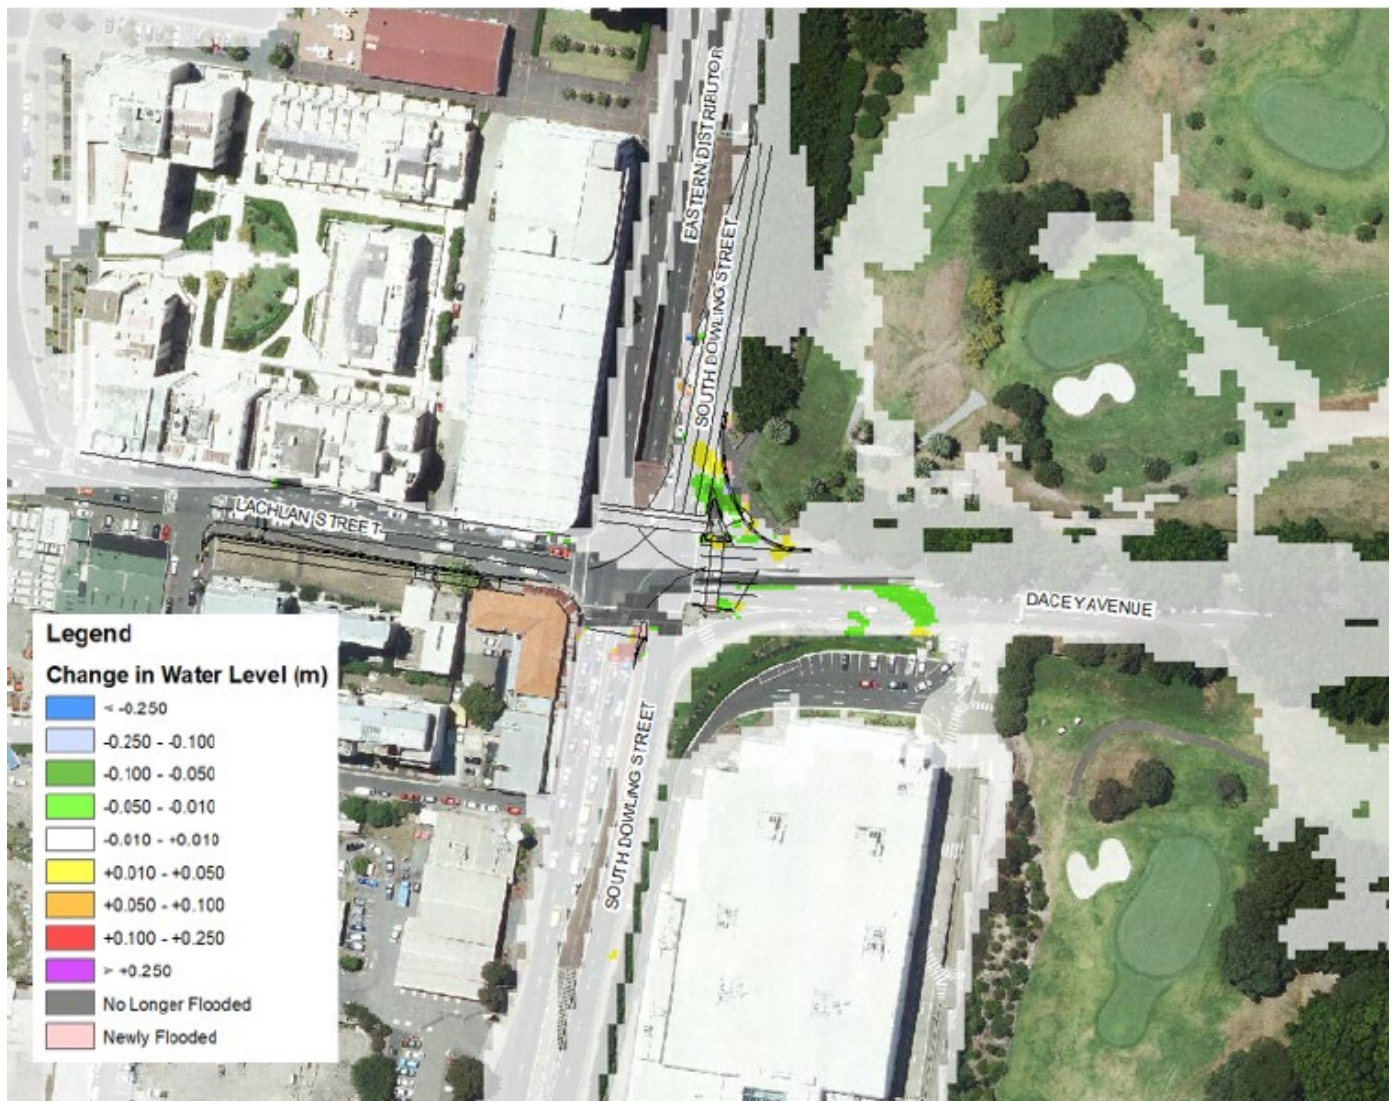 EASTERN DISTRIBUTOR
SOUTH DOWLING STREET
LACHLAN STREET
DACEY AVENUE
SOUTH DOWLING STREET
Legend
Change in Water Level (m)
< -0.250
-0.250 - -0.100
-0.100 - -0.050
-0.050 - -0.010
-0.010 - +0.010
+0.010 - +0.050
+0.050 - +0.100
+0.100 - +0.250
> +0.250
No Longer Flooded
Newly Flooded